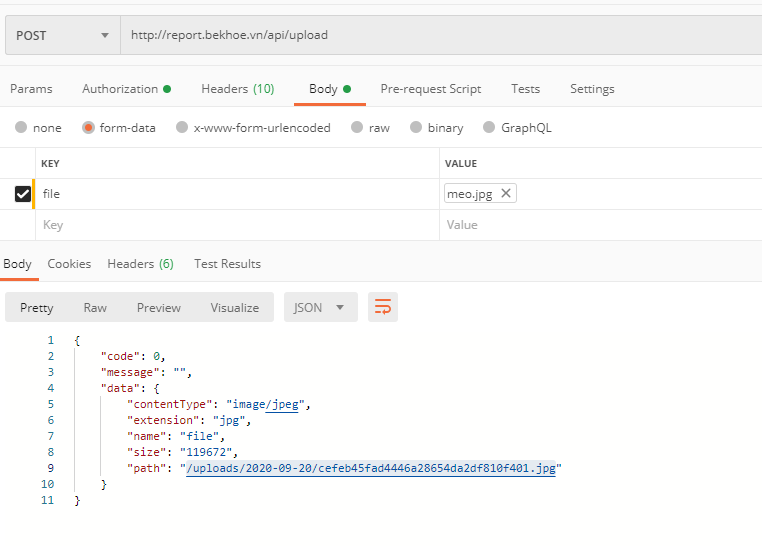 POST http://report.bekhoe.vn/api/upload
Params Authorization Headers (10) Body Pre-request Script Tests Settings
none form-data x-www-form-urlencoded raw binary GraphQL
KEY VALUE
file meo.jpg
Key Value
Body Cookies Headers (6) Test Results
Pretty Raw Preview Visualize JSON
1 {
2 "code": 0,
3 "message": "",
4 "data": {
5 "contentType": "image/jpeg",
6 "extension": "jpg",
7 "name": "file",
8 "size": "119672",
9 "path": "/uploads/2020-09-20/cefeb45fad4446a28654da2df810f401.jpg"
10 }
11 }